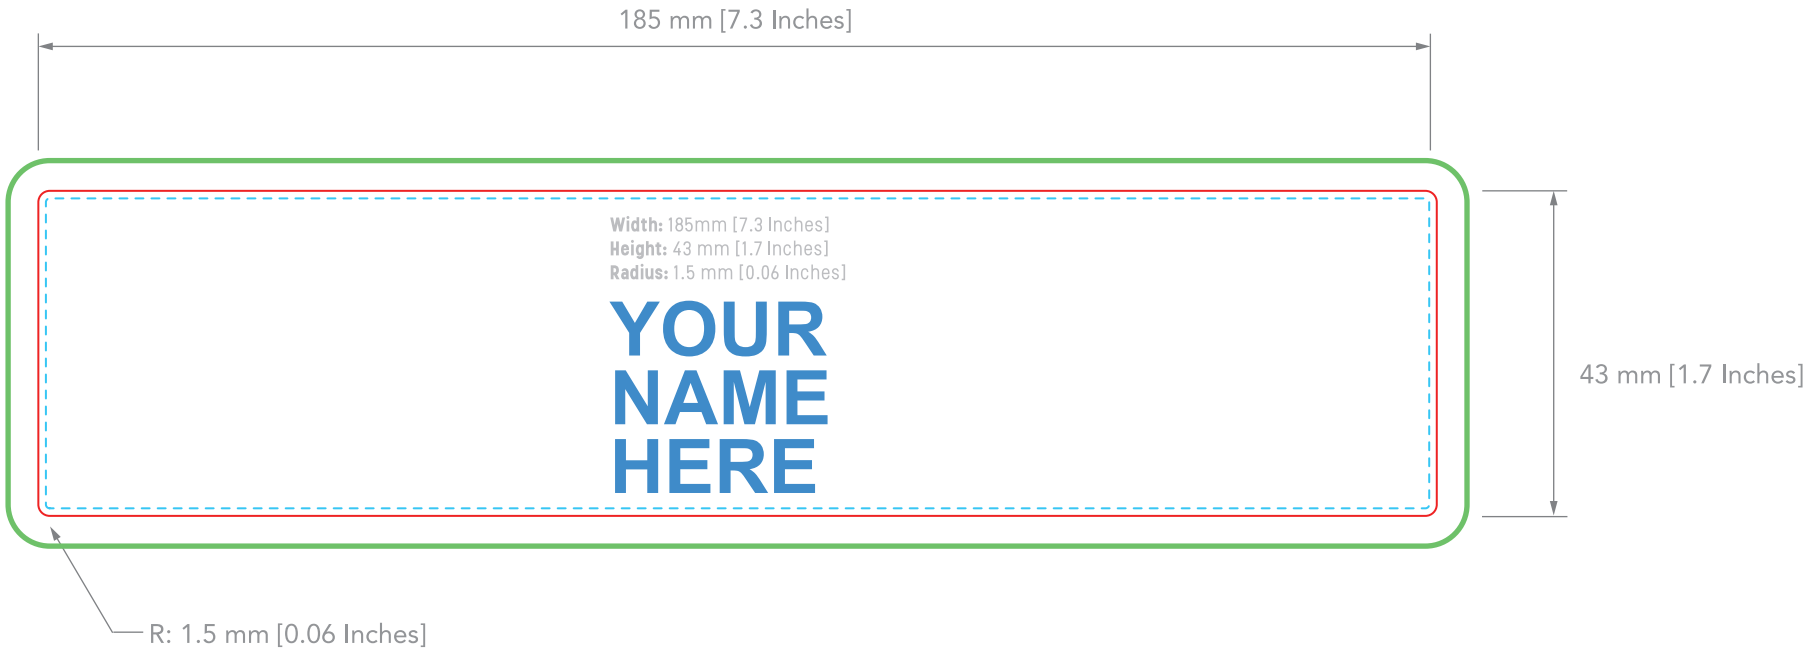 185 mm [7.3 Inches]
Width: 185mm [7.3 Inches]
Height: 43 mm [1.7 Inches]
Radius: 1.5 mm [0.06 Inches]
YOUR
NAME
HERE
43 mm [1.7 Inches]
R: 1.5 mm [0.06 Inches]